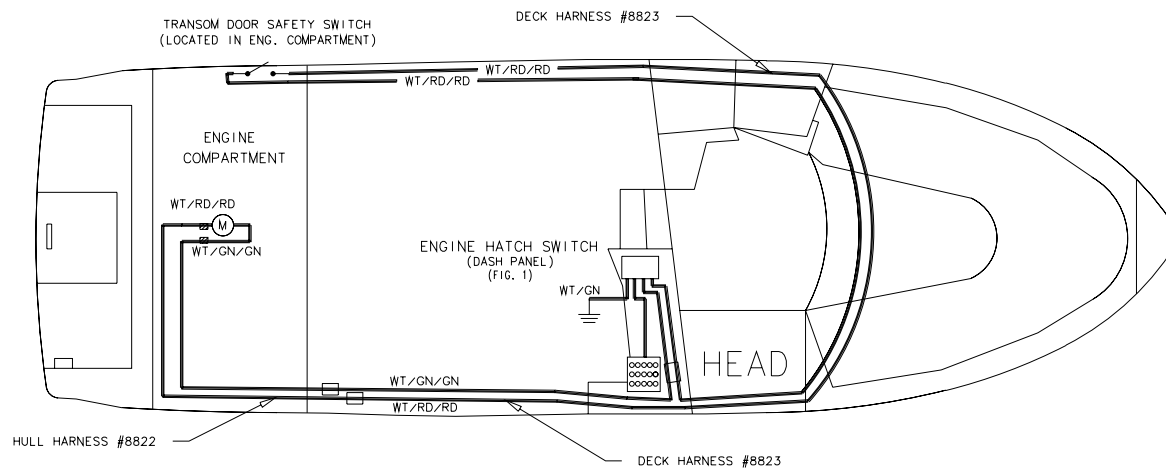 DECK HARNESS #8823
TRANSOM DOOR SAFETY SWITCH
(LOCATED IN ENG. COMPARTMENT)
WT/RD/RD
WT/RD/RD
ENGINE
COMPARTMENT
WT/RD/RD
M
WT/GN/GN
ENGINE HATCH SWITCH
(DASH PANEL)
(FIG. 1)
WT/GN
HEAD
WT/GN/GN
WT/RD/RD
HULL HARNESS #8822
DECK HARNESS #8823